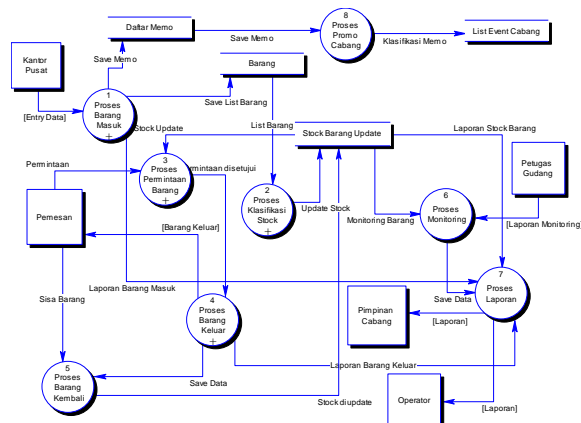 8
Proses
Promo
Cabang
Daftar Memo
Save Memo
Klasifikasi Memo
List Event Cabang
Kantor
Pusat
Save Memo
Barang
1
Proses
Barang
Masuk
+
[Entry Data]
Save List Barang
List Barang
Stock Update
Stock Barang Update
Laporan Stock Barang
Permintaan
3
Proses
Permintaan
Barang
+
rmintaan disetujui
2
Proses
Klasifikasi
Stock
+
Update Stock
Monitoring Barang
6
Proses
Monitoring
Petugas
Gudang
[Laporan Monitoring]
Pemesan
[Barang Keluar]
Sisa Barang
Laporan Barang Masuk
7
Proses
Laporan
Save Data
4
Proses
Barang
Keluar
+
Pimpinan
Cabang
[Laporan]
5
Proses
Barang
Kembali
Save Data
Laporan Barang Keluar
Stock diupdate
Operator
[Laporan]